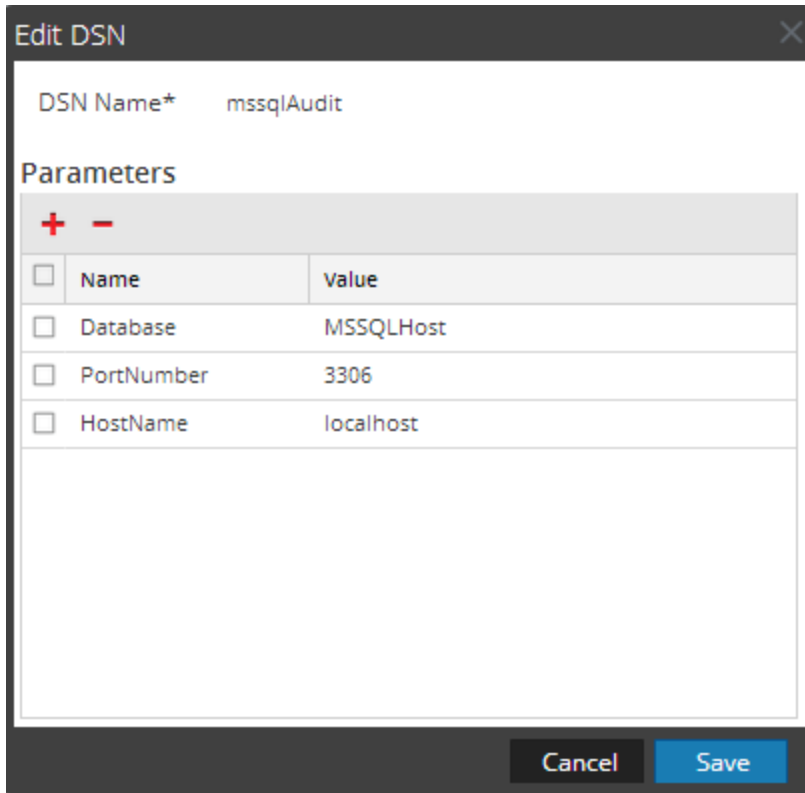 Edit DSN
DSN Name* mssqlAudit
Parameters
Name Value
Database MSSQLHost
PortNumber 3306
HostName localhost
Cancel Save